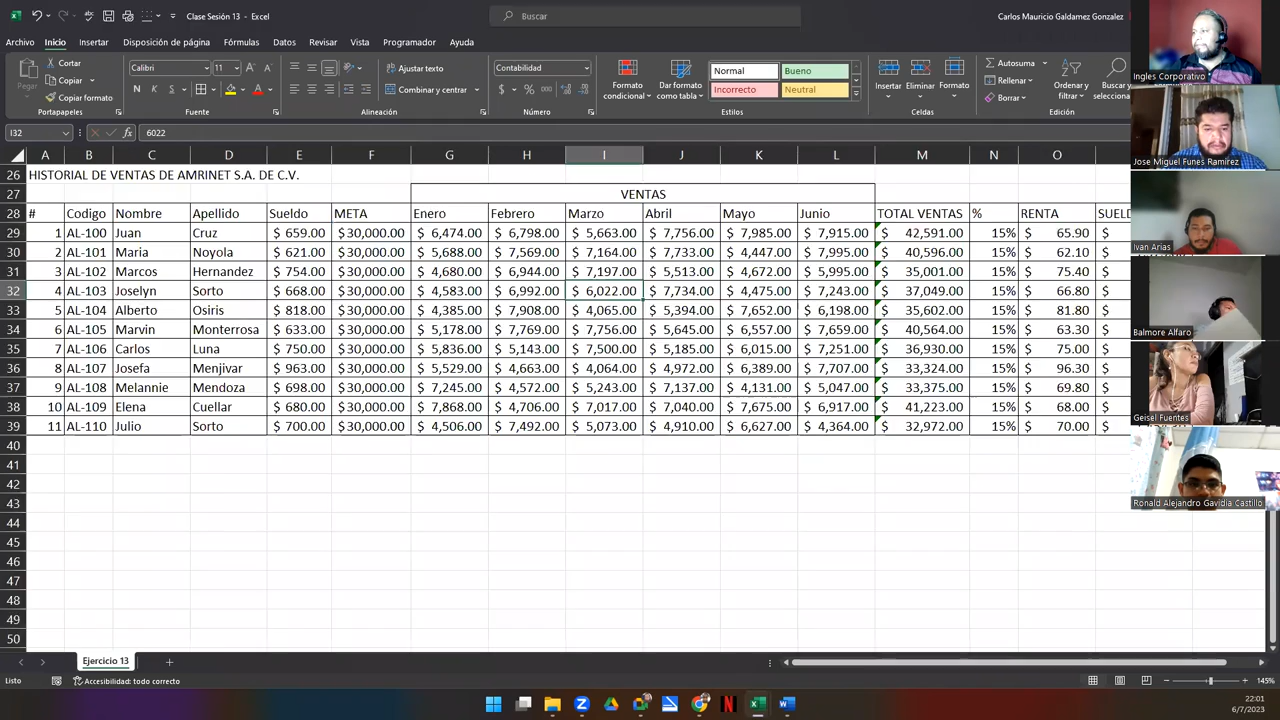 Clase Sesión 13 - Excel
Buscar
Carlos Mauricio Galdamez Gonzalez
Archivo Inicio Insertar Disposición de página Fórmulas Datos Revisar Vista Programador Ayuda
Pegar
Cortar
Copiar
Copiar formato
Portapapeles
Calibri 11
N K S
Fuente
Ajustar texto
Combinar y centrar
Alineación
Contabilidad
$ % 000
Número
Formato condicional
Dar formato como tabla
Normal Bueno
Incorrecto Neutral
Estilos
Insertar Eliminar Formato
Celdas
Autosuma
Rellenar
Borrar
Ordenar y filtrar
Buscar y
Edición
I32 fx 6022
A B C D E F G H I J K L M N O
26 HISTORIAL DE VENTAS DE AMRINET S.A. DE C.V.
27 VENTAS
28 # Codigo Nombre Apellido Sueldo META Enero Febrero Marzo Abril Mayo Junio TOTAL VENTAS % RENTA SUELD
29 1 AL-100 Juan Cruz $ 659.00 $30,000.00 $ 6,474.00 $ 6,798.00 $ 5,663.00 $ 7,756.00 $ 7,985.00 $ 7,915.00 $ 42,591.00 15% $ 65.90 $
30 2 AL-101 Maria Noyola $ 621.00 $30,000.00 $ 5,688.00 $ 7,569.00 $ 7,164.00 $ 7,733.00 $ 4,447.00 $ 7,995.00 $ 40,596.00 15% $ 62.10 $
31 3 AL-102 Marcos Hernandez $ 754.00 $30,000.00 $ 4,680.00 $ 6,944.00 $ 7,197.00 $ 5,513.00 $ 4,672.00 $ 5,995.00 $ 35,001.00 15% $ 75.40 $
32 4 AL-103 Joselyn Sorto $ 668.00 $30,000.00 $ 4,583.00 $ 6,992.00 $ 6,022.00 $ 7,734.00 $ 4,475.00 $ 7,243.00 $ 37,049.00 15% $ 66.80 $
33 5 AL-104 Alberto Osiris $ 818.00 $30,000.00 $ 4,385.00 $ 7,908.00 $ 4,065.00 $ 5,394.00 $ 7,652.00 $ 6,198.00 $ 35,602.00 15% $ 81.80 $
34 6 AL-105 Marvin Monterrosa $ 633.00 $30,000.00 $ 5,178.00 $ 7,769.00 $ 7,756.00 $ 5,645.00 $ 6,557.00 $ 7,659.00 $ 40,564.00 15% $ 63.30 $
35 7 AL-106 Carlos Luna $ 750.00 $30,000.00 $ 5,836.00 $ 5,143.00 $ 7,500.00 $ 5,185.00 $ 6,015.00 $ 7,251.00 $ 36,930.00 15% $ 75.00 $
36 8 AL-107 Josefa Menjivar $ 963.00 $30,000.00 $ 5,529.00 $ 4,663.00 $ 4,064.00 $ 4,972.00 $ 6,389.00 $ 7,707.00 $ 33,324.00 15% $ 96.30 $
37 9 AL-108 Melannie Mendoza $ 698.00 $30,000.00 $ 7,245.00 $ 4,572.00 $ 5,243.00 $ 7,137.00 $ 4,131.00 $ 5,047.00 $ 33,375.00 15% $ 69.80 $
38 10 AL-109 Elena Cuellar $ 680.00 $30,000.00 $ 7,868.00 $ 4,706.00 $ 7,017.00 $ 7,040.00 $ 7,675.00 $ 6,917.00 $ 41,223.00 15% $ 68.00 $
39 11 AL-110 Julio Sorto $ 700.00 $30,000.00 $ 4,506.00 $ 7,492.00 $ 5,073.00 $ 4,910.00 $ 6,627.00 $ 4,364.00 $ 32,972.00 15% $ 70.00 $
40
41
42
43
44
45
46
47
48
49
50
Ingles Corporativo
Jose Miguel Funes Ramirez
Ivan Arias
Balmore Alfaro
Geisel Fuentes
Ronald Alejandro Gavidia Castillo
Ejercicio 13
Listo Accesibilidad: todo correcto 145%
22:01
6/7/2023